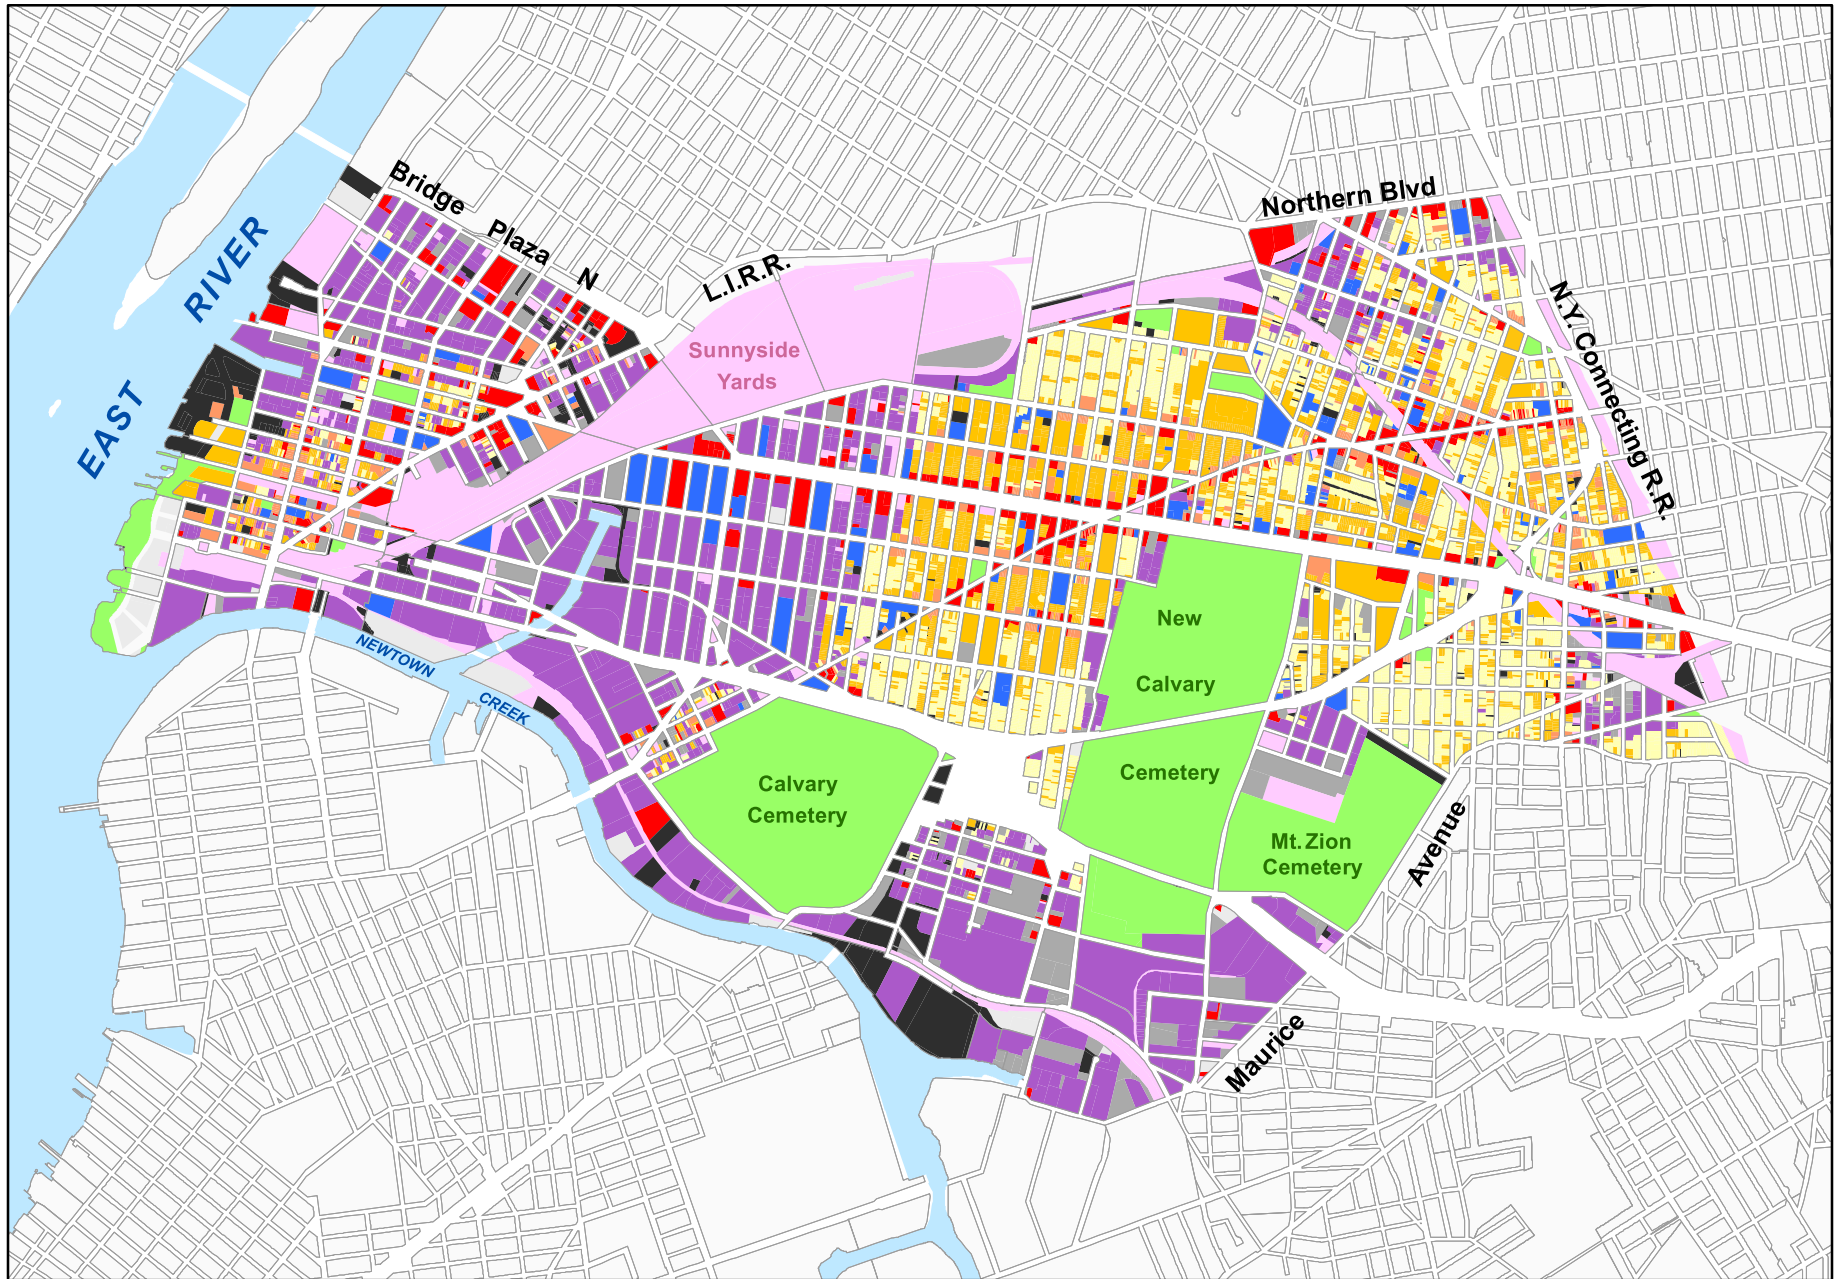 Bridge Plaza N
Northern Blvd
L.I.R.R.
N.Y. Connecting R.R.
EAST RIVER
Sunnyside
Yards
New
Calvary
Cemetery
NEWTOWN
CREEK
Calvary
Cemetery
Mt. Zion
Cemetery
Maurice Avenue